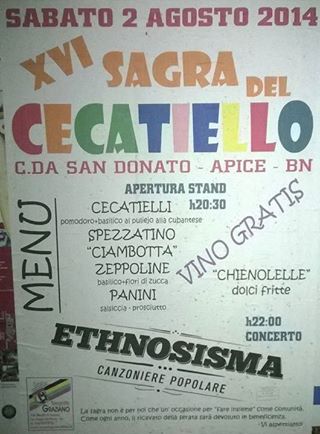 SABATO 2 AGOSTO 2014
XVI SAGRA DEL
CECATIELLO
C.DA SAN DONATO - APICE - BN
APERTURA STAND h20:30
MENÙ
CECATIELLI
pomodoro+basilico al puliejo alla cubantese
SPEZZATINO
"CIAMBOTTA"
ZEPPOLINE
basilico+fiori di zucca
PANINI
salsiccia - prosciutto
VINO GRATIS
"CHIENOLELLE"
dolci fritte
h22:00
CONCERTO
ETHNOSISMA
CANZONIERE POPOLARE
GRAZIANO
La sagra non è per noi che un'occasione per "Fare Insieme" come comunità.
Come ogni anno, il ricavato della serata sarà devoluto in beneficenza.
Vi aspettiamo!